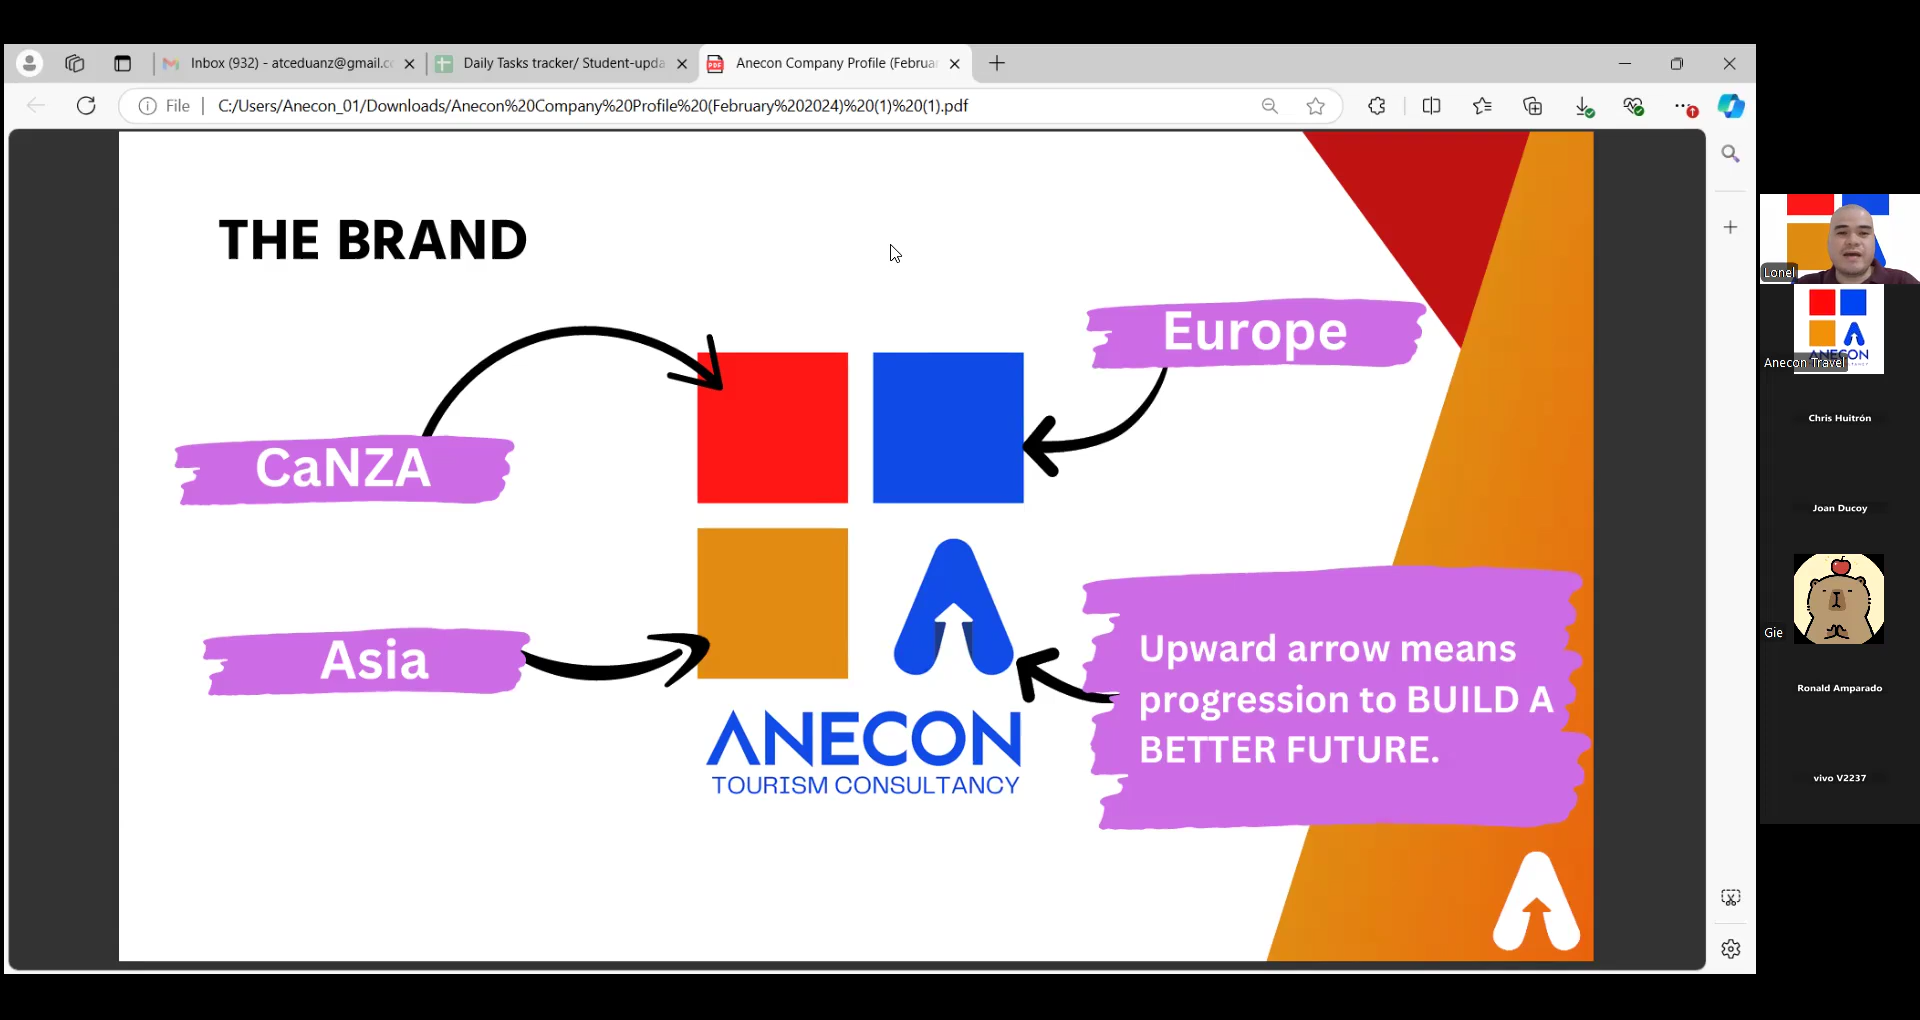 Inbox (932) - atceduanz@gmail.c
Daily Tasks tracker/ Student-upda
Anecon Company Profile (Februar
File
C:/Users/Anecon_01/Downloads/Anecon%20Company%20Profile%20(February%202024)%20(1)%20(1).pdf
THE BRAND
Europe
CaNZA
Asia
Upward arrow means
progression to BUILD A
BETTER FUTURE.
ANECON
TOURISM CONSULTANCY
Lonel
ANECON
Anecon Travel
Chris Huitrón
Joan Ducoy
Gie
Ronald Amparado
vivo V2237